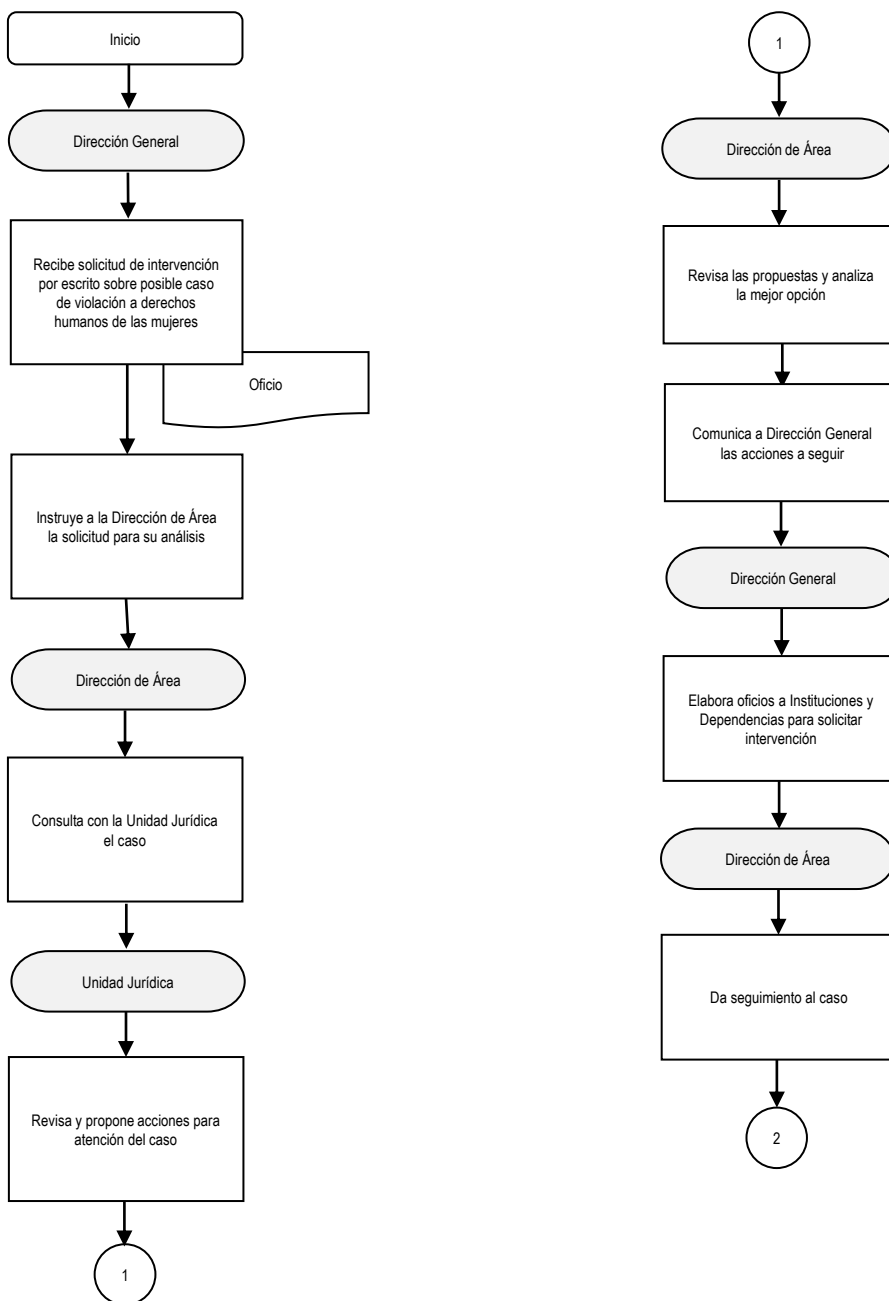 Inicio
Dirección General
Recibe solicitud de intervención
por escrito sobre posible caso
de violación a derechos
humanos de las mujeres
Oficio
Instruye a la Dirección de Área
la solicitud para su análisis
Dirección de Área
Consulta con la Unidad Jurídica
el caso
Unidad Jurídica
Revisa y propone acciones para
atención del caso
1
1
Dirección de Área
Revisa las propuestas y analiza
la mejor opción
Comunica a Dirección General
las acciones a seguir
Dirección General
Elabora oficios a Instituciones y
Dependencias para solicitar
intervención
Dirección de Área
Da seguimiento al caso
2